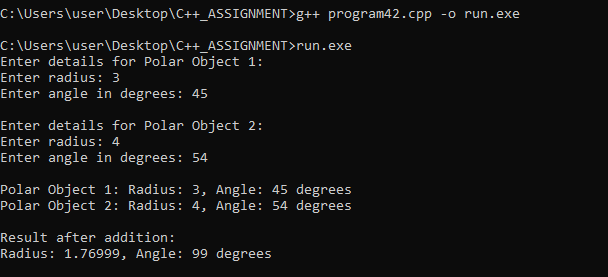 C:\Users\user\Desktop\C++_ASSIGNMENT>g++ program42.cpp -o run.exe
C:\Users\user\Desktop\C++_ASSIGNMENT>run.exe
Enter details for Polar Object 1:
Enter radius: 3
Enter angle in degrees: 45
Enter details for Polar Object 2:
Enter radius: 4
Enter angle in degrees: 54
Polar Object 1: Radius: 3, Angle: 45 degrees
Polar Object 2: Radius: 4, Angle: 54 degrees
Result after addition:
Radius: 1.76999, Angle: 99 degrees